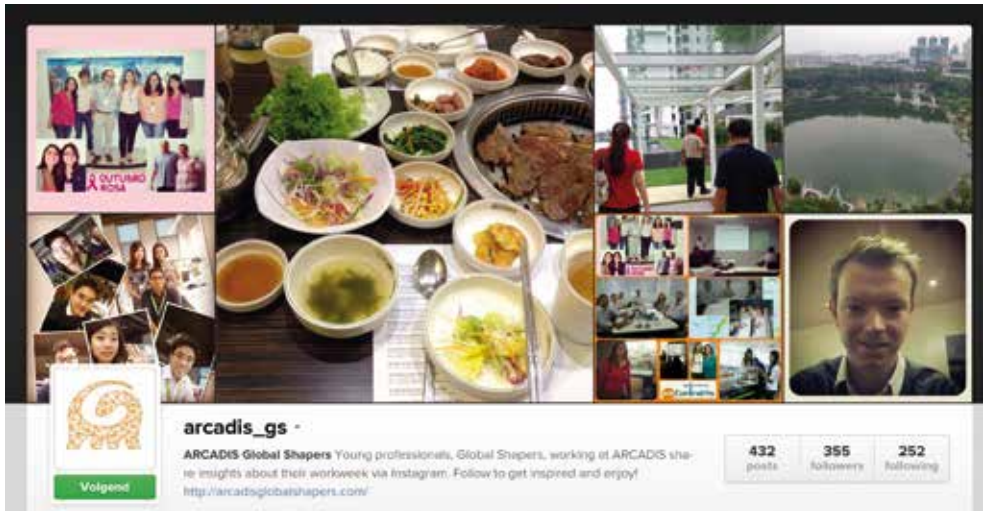 OUTUBRO
ROSA
arcadis_gs
ARCADIS Global Shapers Young professionals, Global Shapers, working at ARCADIS sha-
re insights about their workweek via Instagram. Follow to get inspired and enjoy!
http://arcadisglobalshapers.com/
432 posts
355 followers
252 following
Volgend